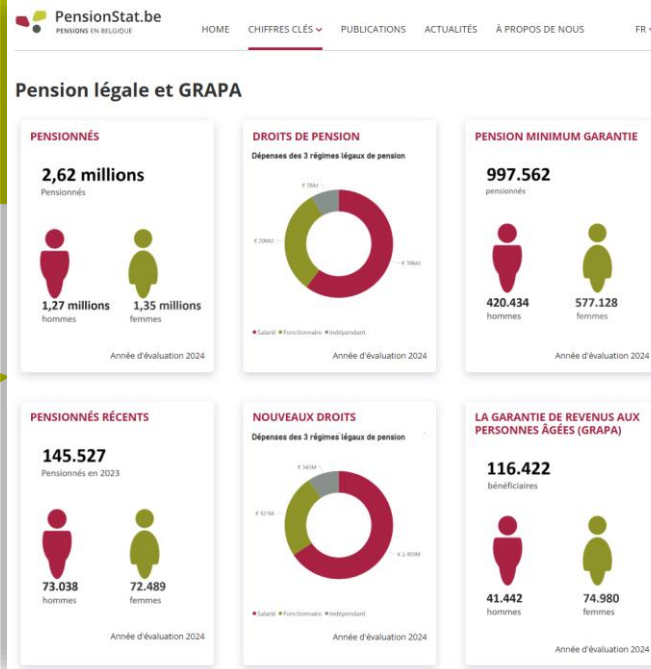 PensionStat.be
PENSIONS EN BELGIQUE
HOME CHIFFRES CLÉS PUBLICATIONS ACTUALITÉS À PROPOS DE NOUS FR
Pension légale et GRAPA
PENSIONNÉS
2,62 millions
Pensionnés
1,27 millions
hommes
1,35 millions
femmes
Année d'évaluation 2024
DROITS DE PENSION
Dépenses des 3 régimes légaux de pension
€ 20Md
Salarié Fonctionnaire Indépendant
Année d'évaluation 2024
PENSION MINIMUM GARANTIE
997.562
pensionnés
420.434
hommes
577.128
femmes
Année d'évaluation 2024
PENSIONNÉS RÉCENTS
145.527
Pensionnés en 2023
73.038
hommes
72.489
femmes
Année d'évaluation 2024
NOUVEAUX DROITS
Dépenses des 3 régimes légaux de pension
Salarié Fonctionnaire Indépendant
Année d'évaluation 2024
LA GARANTIE DE REVENUS AUX
PERSONNES ÂGÉES (GRAPA)
116.422
bénéficiaires
41.442
hommes
74.980
femmes
Année d'évaluation 2024